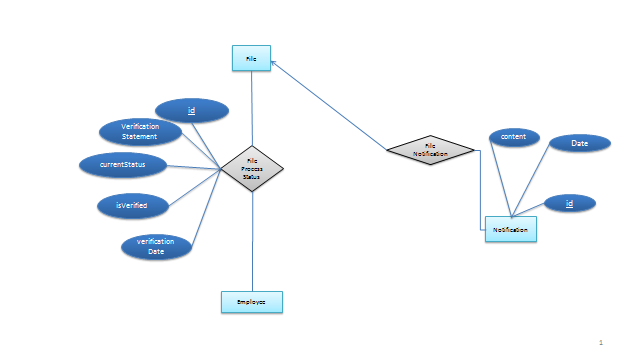 File
id
Verification
Statement
content
Date
File
Notification
currentStatus
File
Process
Status
isVerified
id
Notification
verification
Date
Employee
1